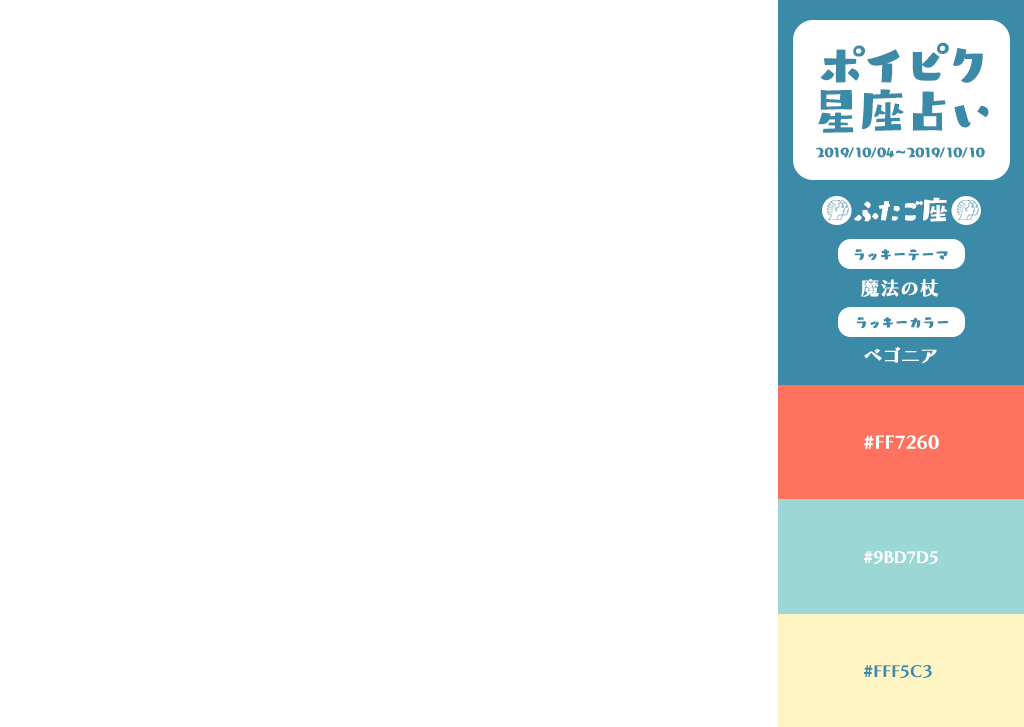 ポイピク
星座占い
2019/10/04~2019/10/10
ふたご座
ラッキーテーマ
魔法の杖
ラッキーカラー
ベゴニア
#FF7260
#9BD7D5
#FFF5C3